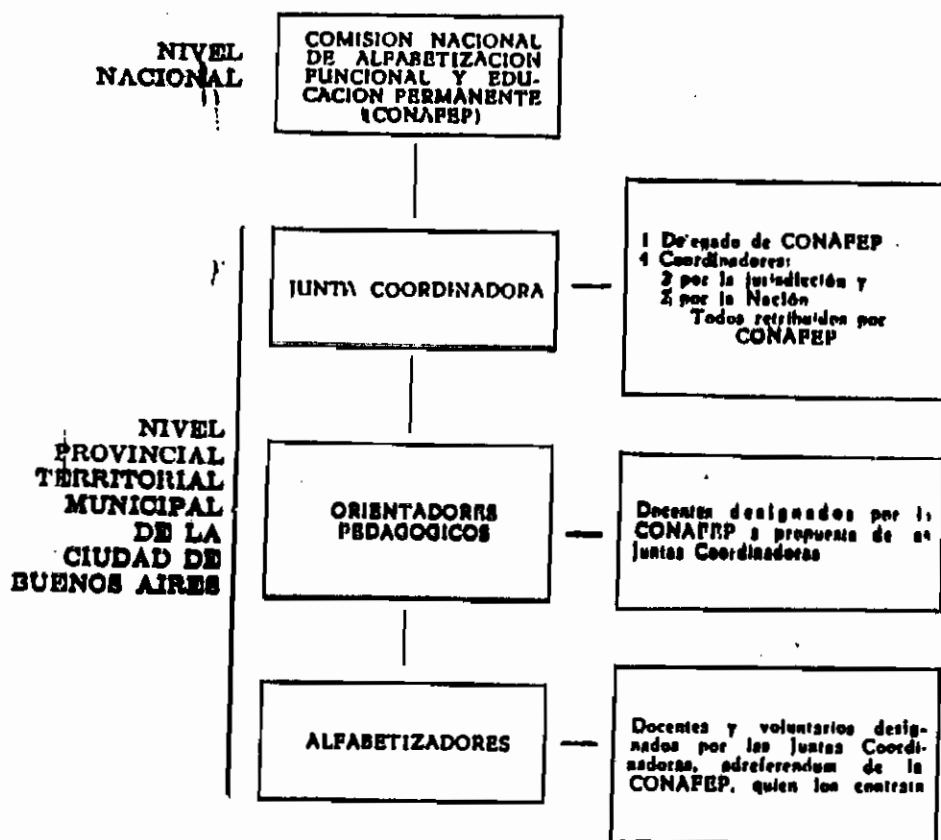 NIVEL
NACIONAL
COMISION NACIONAL
DE ALFABETIZACION
FUNCIONAL Y EDU-
CACION PERMANENTE
(CONAFEP)
JUNTA COORDINADORA
1 Delegado de CONAFEP
4 Coordinadores:
2 por la jurisdicción y
2 por la Nación
Todos retribuidos por
CONAFEP
NIVEL
PROVINCIAL
TERRITORIAL
MUNICIPAL
DE LA
CIUDAD DE
BUENOS AIRES
ORIENTADORES
PEDAGOGICOS
Docentes designados por la
CONAFEP a propuesta de
Juntas Coordinadoras
ALFABETIZADORES
Docentes y voluntarios desig-
nados por las Juntas Coordi-
nadoras, adreferendum de la
CONAFEP, quien los contrata